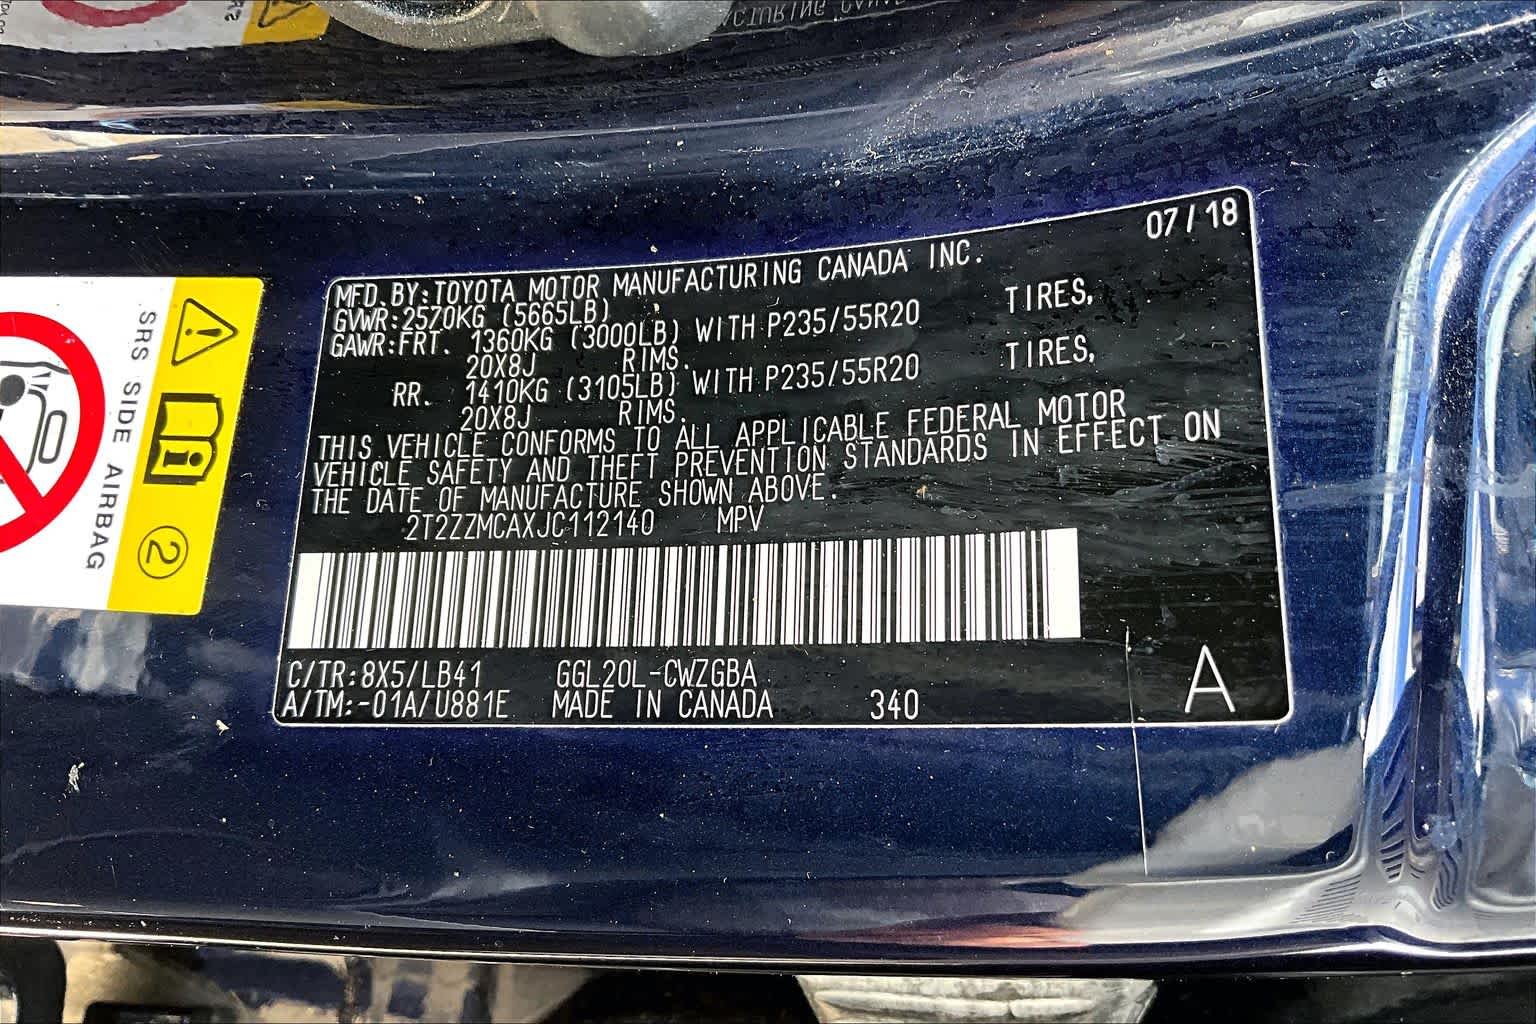 07/18
MFD. BY: TOYOTA MOTOR MANUFACTURING CANADA INC.
GVWR: 2570KG (5665LB)
GAWR: FRT. 1360KG (3000LB) WITH P235/55R20 TIRES,
20X8J RIMS.
RR. 1410KG (3105LB) WITH P235/55R20 TIRES,
20X8J RIMS.
THIS VEHICLE CONFORMS TO ALL APPLICABLE FEDERAL MOTOR
VEHICLE SAFETY AND THEFT PREVENTION STANDARDS IN EFFECT ON
THE DATE OF MANUFACTURE SHOWN ABOVE.
2T2ZZMCAXJC112140 MPV
C/TR: 8X5/LB41 GGL20L-CWZGBA
A/TM: -01A/U881E MADE IN CANADA 340
A
SRS SIDE AIRBAG
2